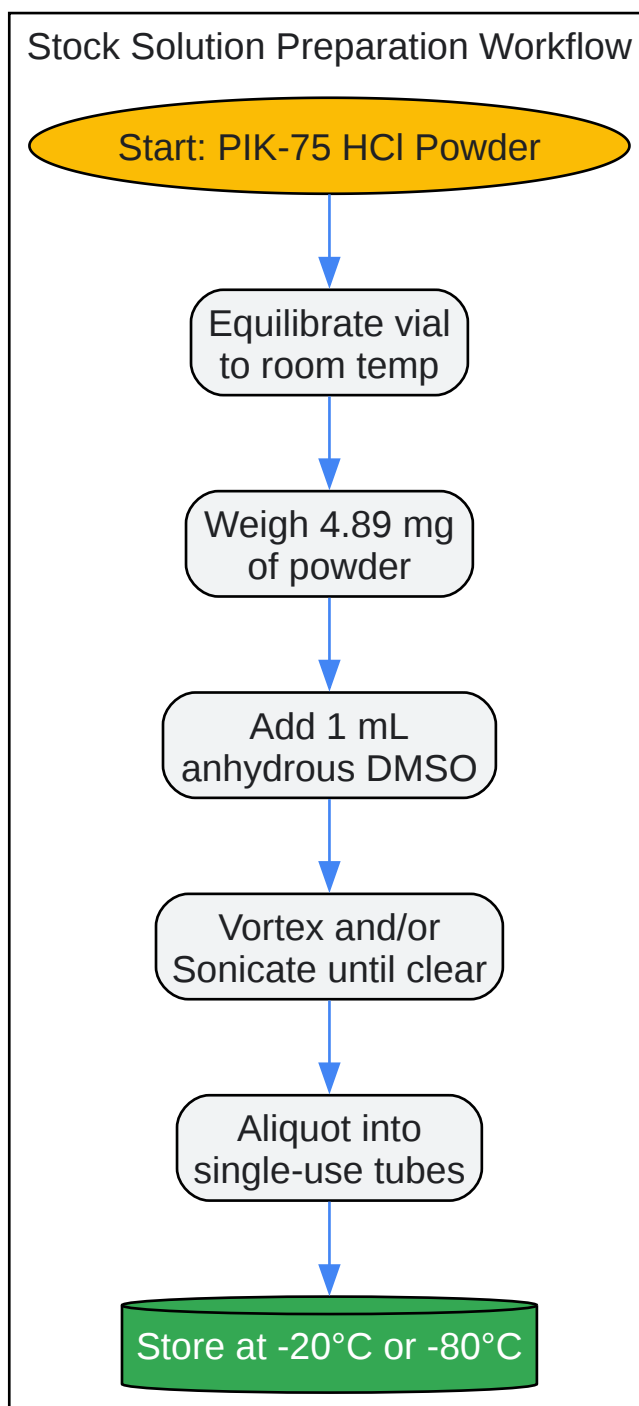 Stock Solution Preparation Workflow
Start: PIK-75 HCl Powder
Equilibrate vial
to room temp
Weigh 4.89 mg
of powder
Add 1 mL
anhydrous DMSO
Vortex and/or
Sonicate until clear
Aliquot into
single-use tubes
Store at -20°C or -80°C